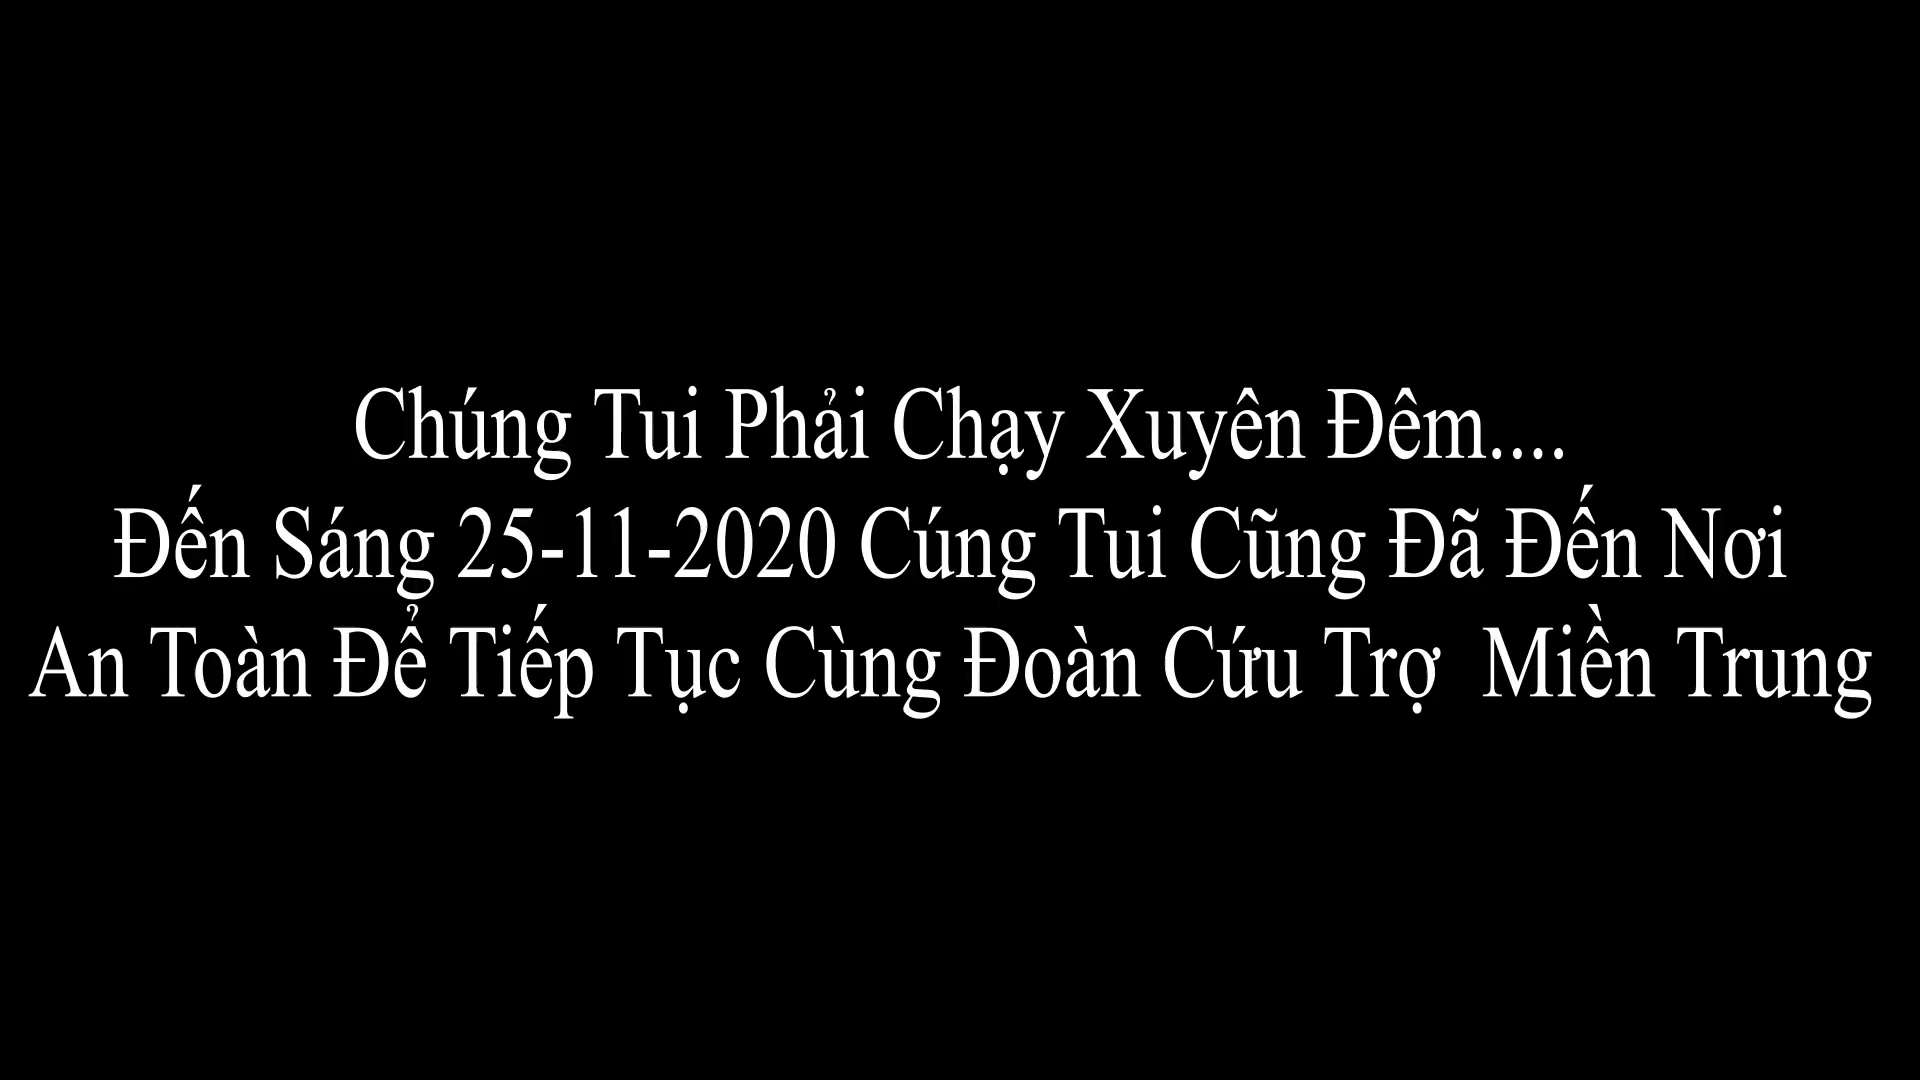 Chúng Tui Phải Chạy Xuyên Đêm....
Đến Sáng 25-11-2020 Cúng Tui Cũng Đã Đến Nơi
An Toàn Để Tiếp Tục Cùng Đoàn Cứu Trợ  Miền Trung